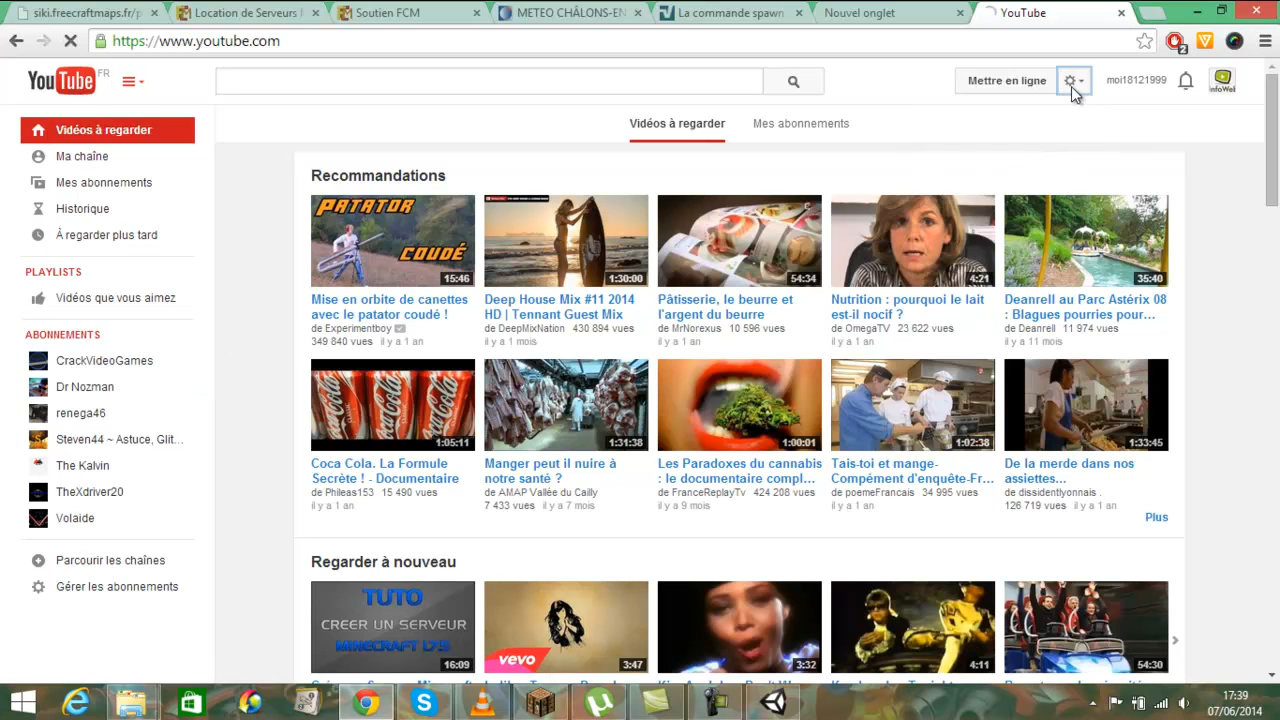 siki.freecraftmaps.fr/p
Location de Serveurs
Soutien FCM
METEO CHÂLONS-EN
La commande spawn
Nouvel onglet
YouTube
https://www.youtube.com
2
YouTube FR
Mettre en ligne
moi18121999
Vidéos à regarder
Ma chaîne
Mes abonnements
Historique
À regarder plus tard
PLAYLISTS
Vidéos que vous aimez
ABONNEMENTS
CrackVideoGames
Dr Nozman
renega46
Steven44 ~ Astuce, Glit...
The Kalvin
TheXdriver20
Volaide
Parcourir les chaînes
Gérer les abonnements
Vidéos à regarder
Mes abonnements
Recommandations
PATATOR
COUDÉ
15:46
Mise en orbite de canettes
avec le patator coudé !
de Experimentboy
349 840 vues il y a 1 an
1:30:00
Deep House Mix #11 2014
HD | Tennant Guest Mix
de DeepMixNation 430 894 vues
il y a 1 mois
54:34
Pâtisserie, le beurre et
l'argent du beurre
de MrNorexus 10 596 vues
il y a 1 an
4:21
Nutrition : pourquoi le lait
est-il nocif ?
de OmegaTV 23 622 vues
il y a 1 an
35:40
Deanrell au Parc Astérix 08
: Blagues pourries pour...
de Deanrell 11 974 vues
il y a 11 mois
1:05:11
Coca Cola. La Formule
Secrète ! - Documentaire
de Phileas153 15 490 vues
il y a 1 an
1:31:38
Manger peut il nuire à
notre santé ?
de AMAP Vallée du Cailly
7 433 vues il y a 7 mois
1:00:01
Les Paradoxes du cannabis
: le documentaire compl...
de FranceReplayTv 424 208 vues
il y a 9 mois
1:02:38
Tais-toi et mange-
Compément d'enquête-Fr...
de poemeFrancais 34 995 vues
il y a 1 an
1:33:45
De la merde dans nos
assiettes...
de dissidentlyonnais .
126 719 vues il y a 1 an
Plus
Regarder à nouveau
TUTO
CREER UN SERVEUR
MINECRAFT 1.7.5
16:09
vevo
3:47
3:32
4:11
54:30
17:39
07/06/2014